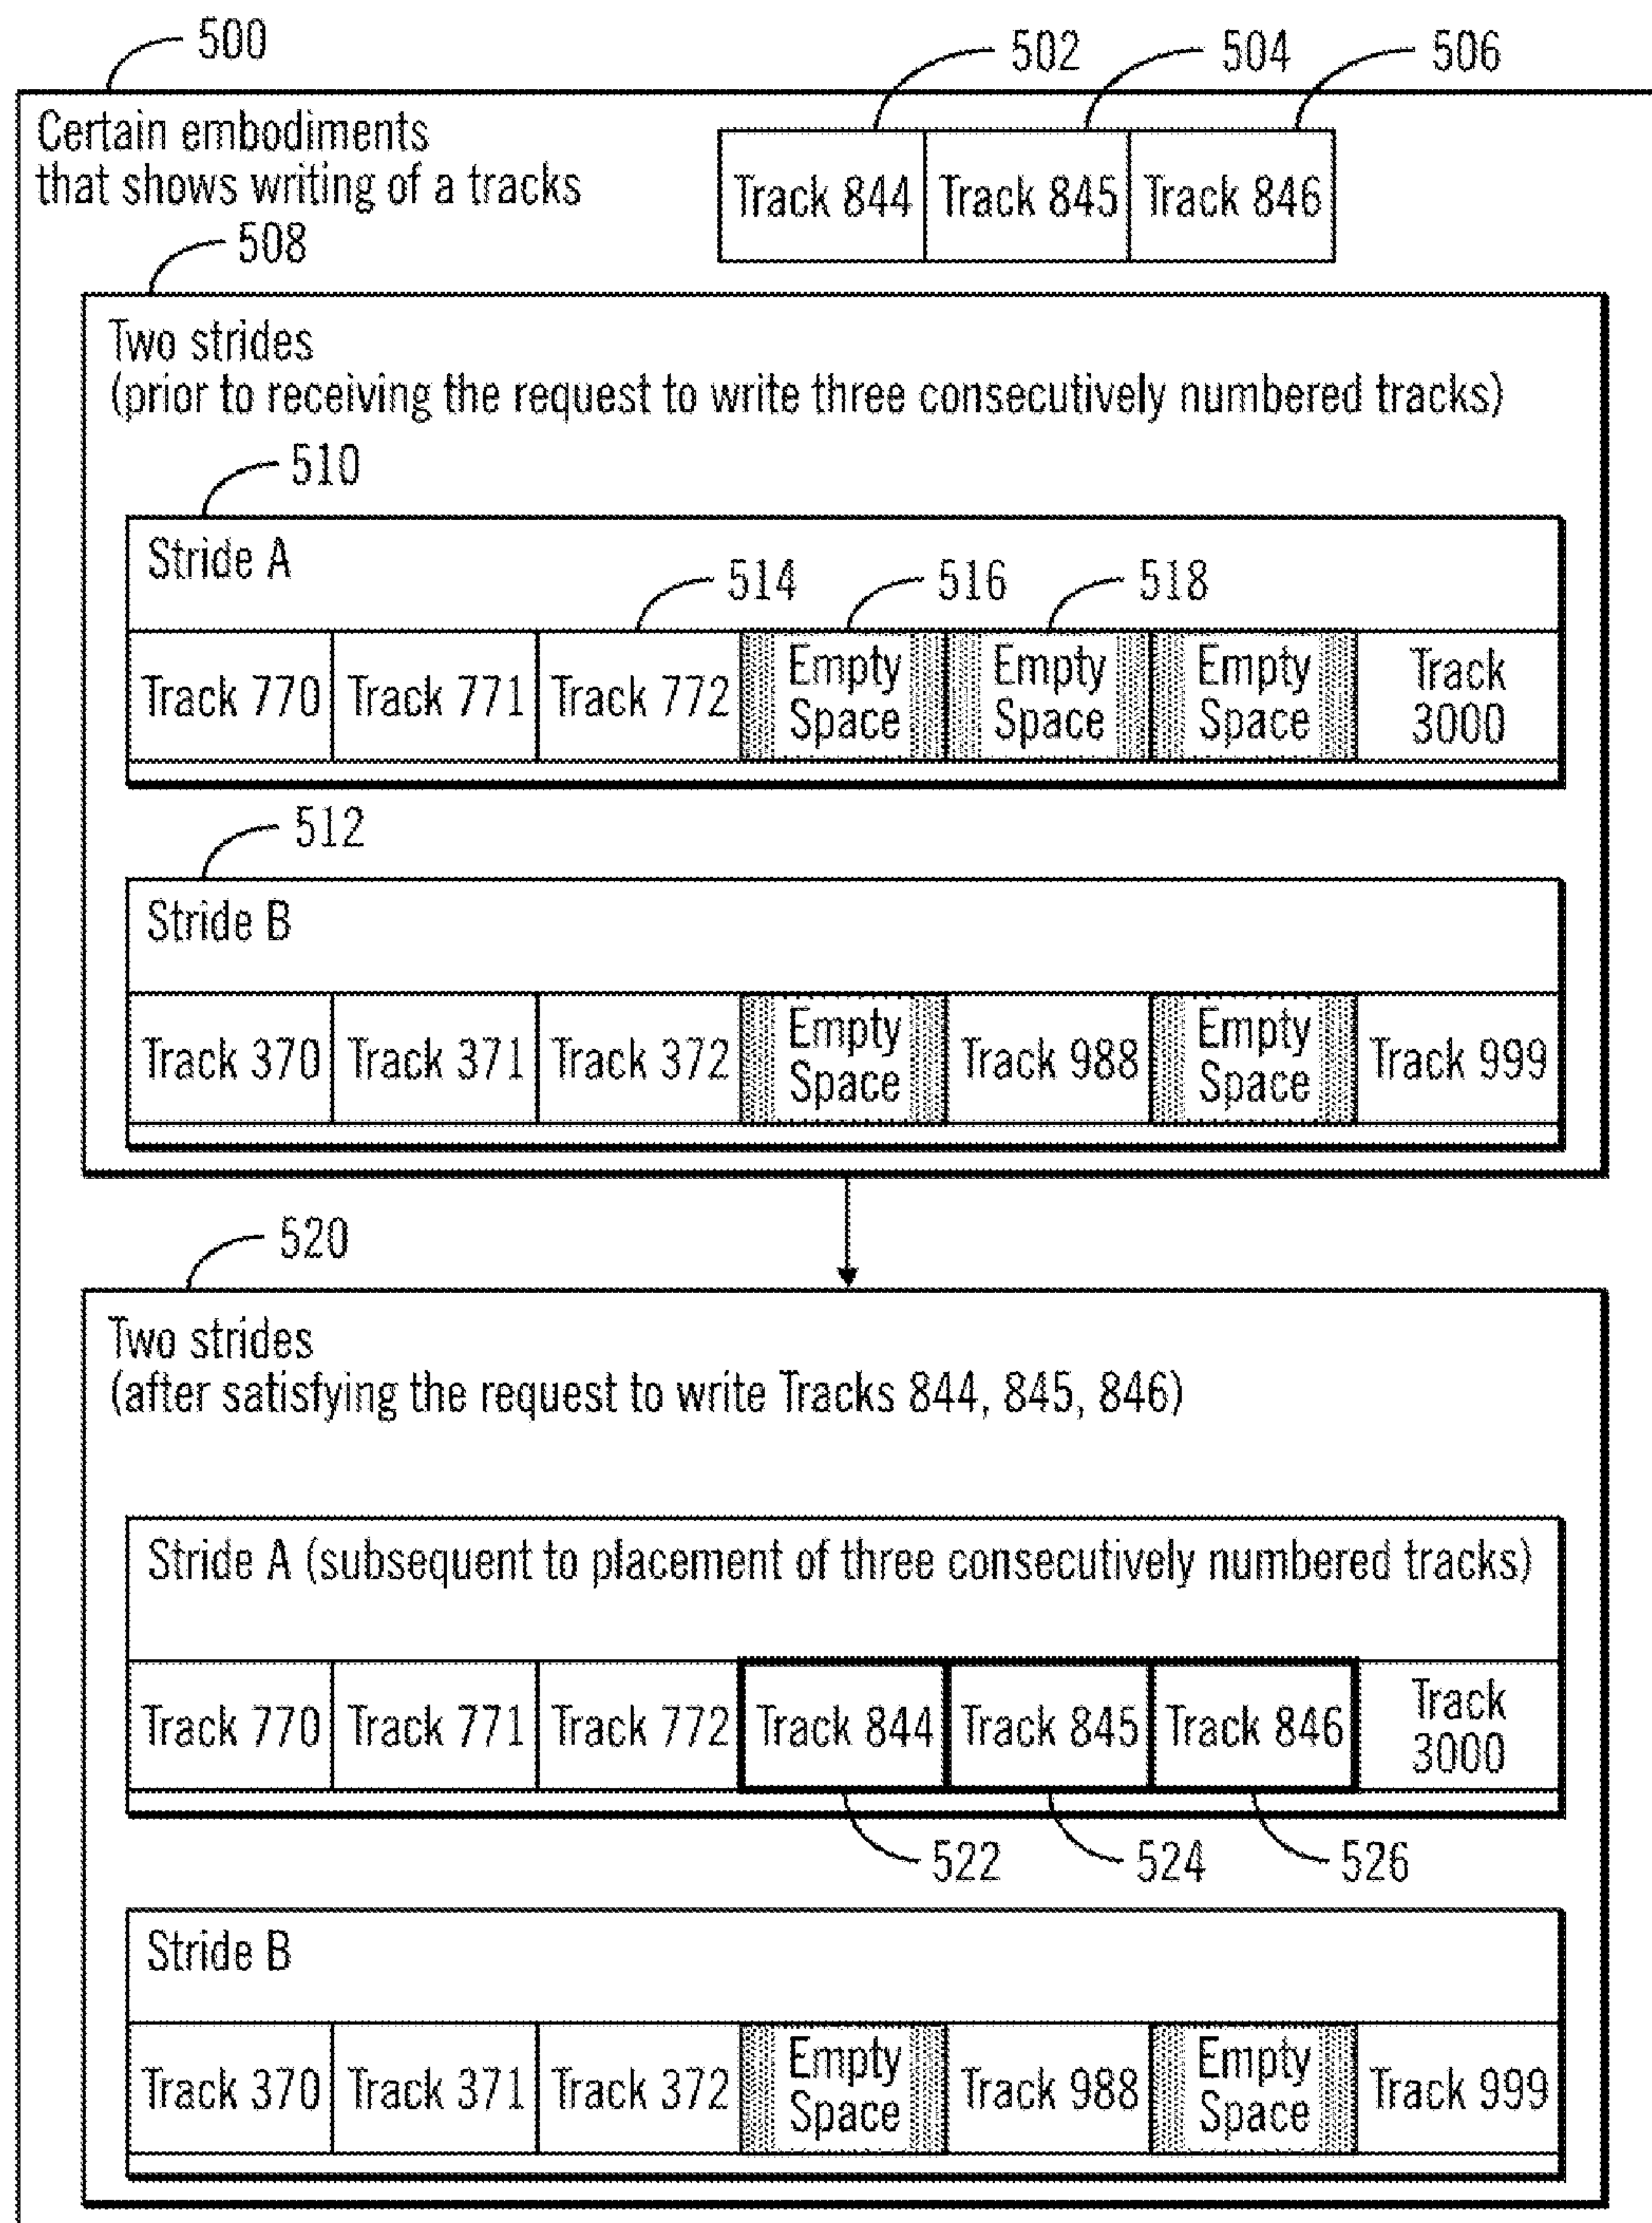 500
502
504
506
Certain embodiments
that shows writing of a tracks
Track 844 Track 845 Track 846
508
Two strides
(prior to receiving the request to write three consecutively numbered tracks)
510
Stride A
514
516
518
Track 770 Track 771 Track 772 Empty Space Empty Space Empty Space Track 3000
512
Stride B
Track 370 Track 371 Track 372 Empty Space Track 988 Empty Space Track 999
520
Two strides
(after satisfying the request to write Tracks 844, 845, 846)
Stride A (subsequent to placement of three consecutively numbered tracks)
Track 770 Track 771 Track 772 Track 844 Track 845 Track 846 Track 3000
522
524
526
Stride B
Track 370 Track 371 Track 372 Empty Space Track 988 Empty Space Track 999